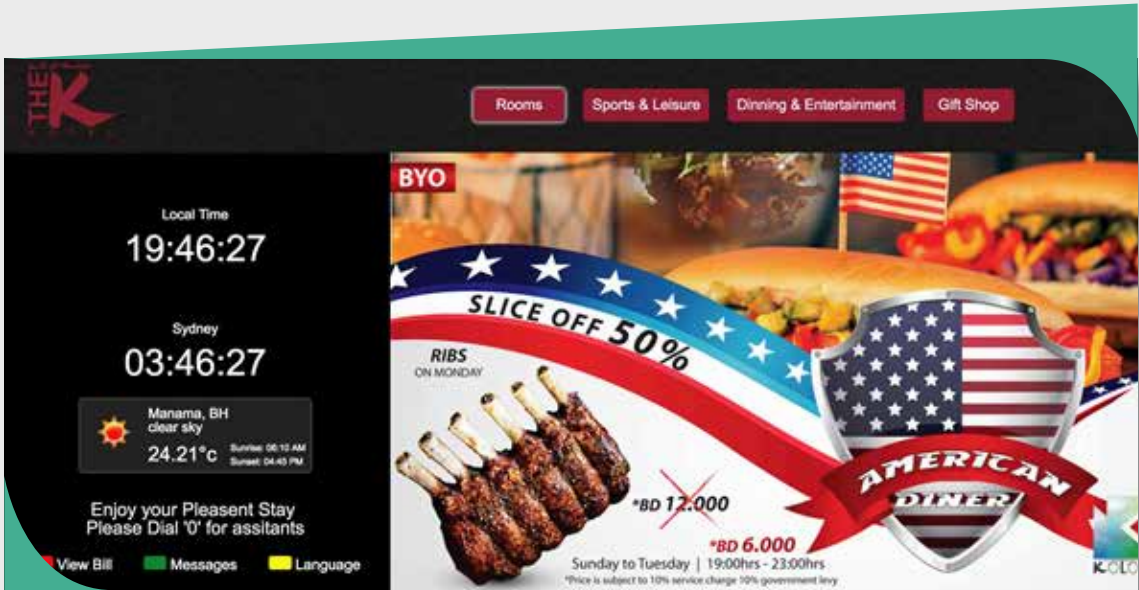 THE K
Rooms
Sports & Leisure
Dinning & Entertainment
Gift Shop
Local Time
19:46:27
Sydney
03:46:27
Manama, BH
clear sky
24.21°c
Sunrise: 06:10 AM
Sunset: 04:45 PM
Enjoy your Pleasent Stay
Please Dial '0' for assitants
View Bill
Messages
Language
BYO
SLICE OFF 50%
RIBS
ON MONDAY
*BD 12.000
*BD 6.000
Sunday to Tuesday | 19:00hrs - 23:00hrs
*Price is subject to 10% service charge 10% government levy
AMERICAN
DINER